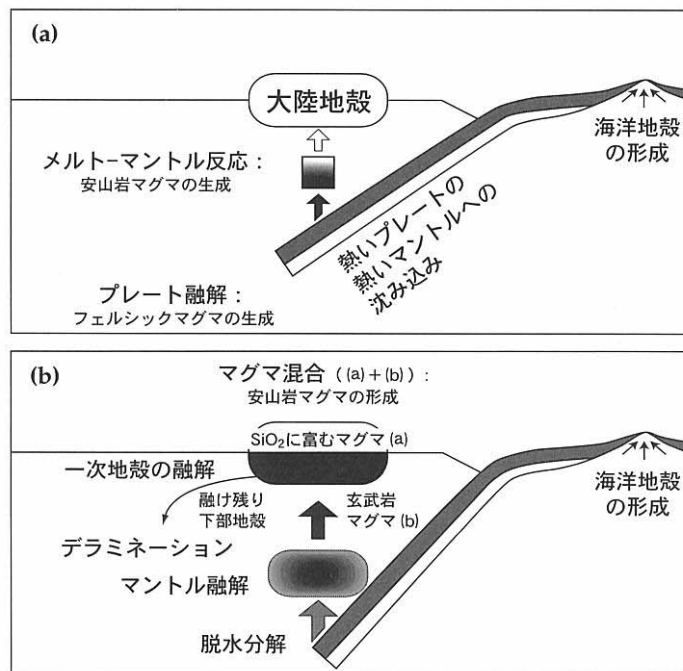 (a)
大陸地殻
海洋地殻
の形成
メルト−マントル反応：
安山岩マグマの生成
熱いプレートの
熱いマントルへの
沈み込み
プレート融解：
フェルシックマグマの生成
(b)
マグマ混合（(a)＋(b)）：
安山岩マグマの形成
SiO₂に富むマグマ(a)
一次地殻の融解
海洋地殻
の形成
融け残り
下部地殻
玄武岩
マグマ(b)
デラミネーション
マントル融解
脱水分解